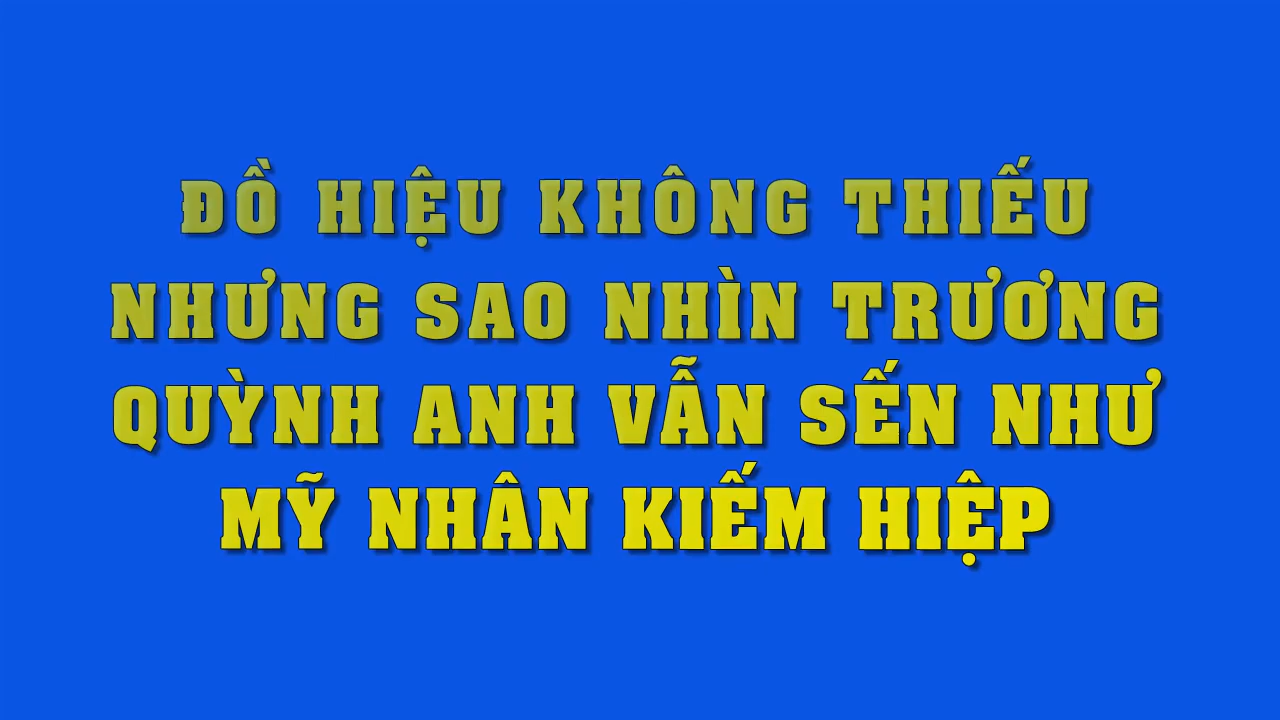 ĐỒ HIỆU KHÔNG THIẾU
NHƯNG SAO NHÌN TRƯƠNG
QUỲNH ANH VẪN SẾN NHƯ
MỸ NHÂN KIẾM HIỆP